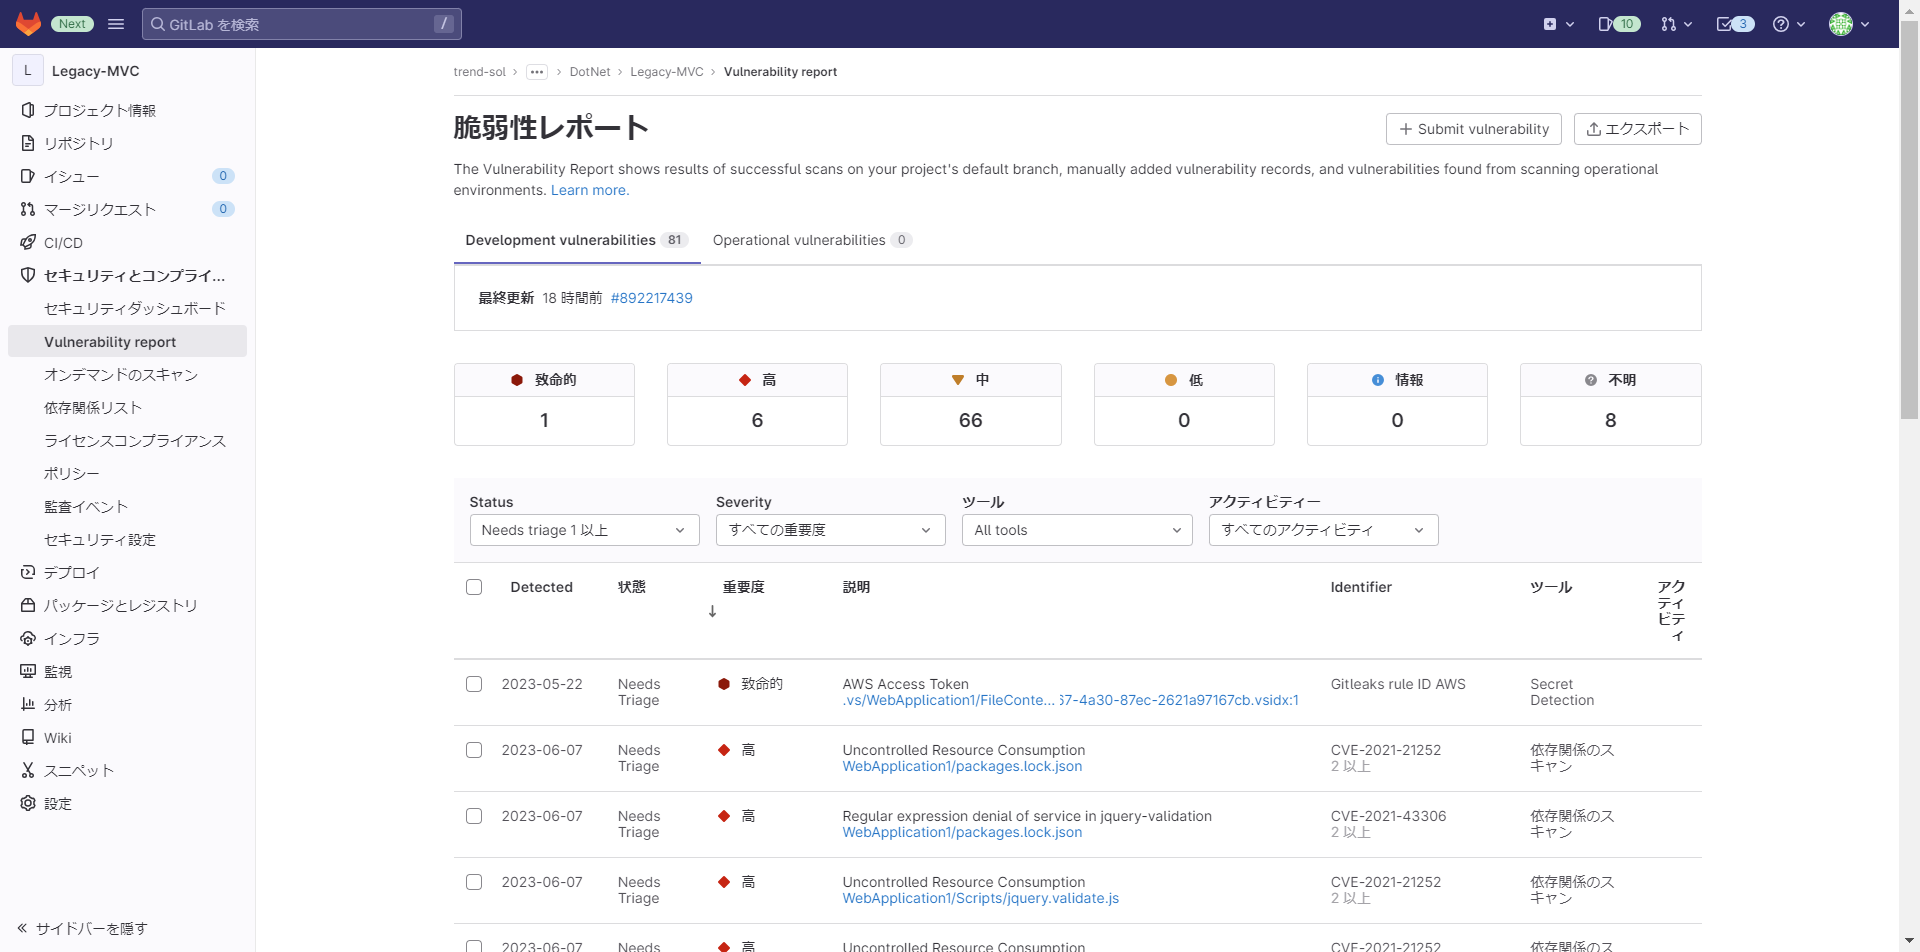 Next
GitLab を検索
/
10
3
L
Legacy-MVC
プロジェクト情報
リポジトリ
イシュー
0
マージリクエスト
0
CI/CD
セキュリティとコンプライ...
セキュリティダッシュボード
Vulnerability report
オンデマンドのスキャン
依存関係リスト
ライセンスコンプライアンス
ポリシー
監査イベント
セキュリティ設定
デプロイ
パッケージとレジストリ
インフラ
監視
分析
Wiki
スニペット
設定
サイドバーを隠す
trend-sol › ••• › DotNet › Legacy-MVC › Vulnerability report
脆弱性レポート
Submit vulnerability
エクスポート
The Vulnerability Report shows results of successful scans on your project's default branch, manually added vulnerability records, and vulnerabilities found from scanning operational
environments. Learn more.
Development vulnerabilities 81
Operational vulnerabilities 0
最終更新 18 時間前 #892217439
致命的
高
中
低
情報
不明
1
6
66
0
0
8
Status
Severity
ツール
アクティビティー
Needs triage 1 以上
すべての重要度
All tools
すべてのアクティビティ
Detected
状態
重要度
説明
Identifier
ツール
アク
ティ
ビテ
ィ
2023-05-22
Needs
Triage
致命的
AWS Access Token
.vs/WebApplication1/FileConte... 67-4a30-87ec-2621a97167cb.vsidx:1
Gitleaks rule ID AWS
Secret
Detection
2023-06-07
Needs
Triage
高
Uncontrolled Resource Consumption
WebApplication1/packages.lock.json
CVE-2021-21252
2 以上
依存関係のス
キャン
2023-06-07
Needs
Triage
高
Regular expression denial of service in jquery-validation
WebApplication1/packages.lock.json
CVE-2021-43306
2 以上
依存関係のス
キャン
2023-06-07
Needs
Triage
高
Uncontrolled Resource Consumption
WebApplication1/Scripts/jquery.validate.js
CVE-2021-21252
2 以上
依存関係のス
キャン
2023-06-07
Needs
高
Uncontrolled Resource Consumption
CVE-2021-21252
依存関係のス